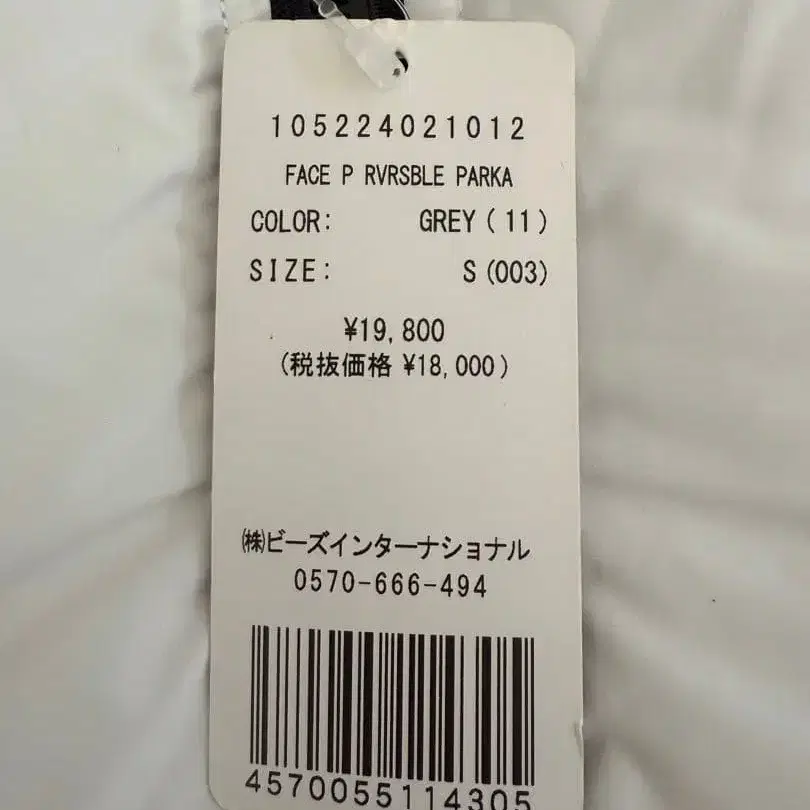 105224021012
FACE P RVRSBLE PARKA
COLOR: GREY(11)
SIZE: S(003)
¥19,800
(税抜価格 ¥18,000)
㈱ビーズインターナショナル
0570-666-494
4570055114305